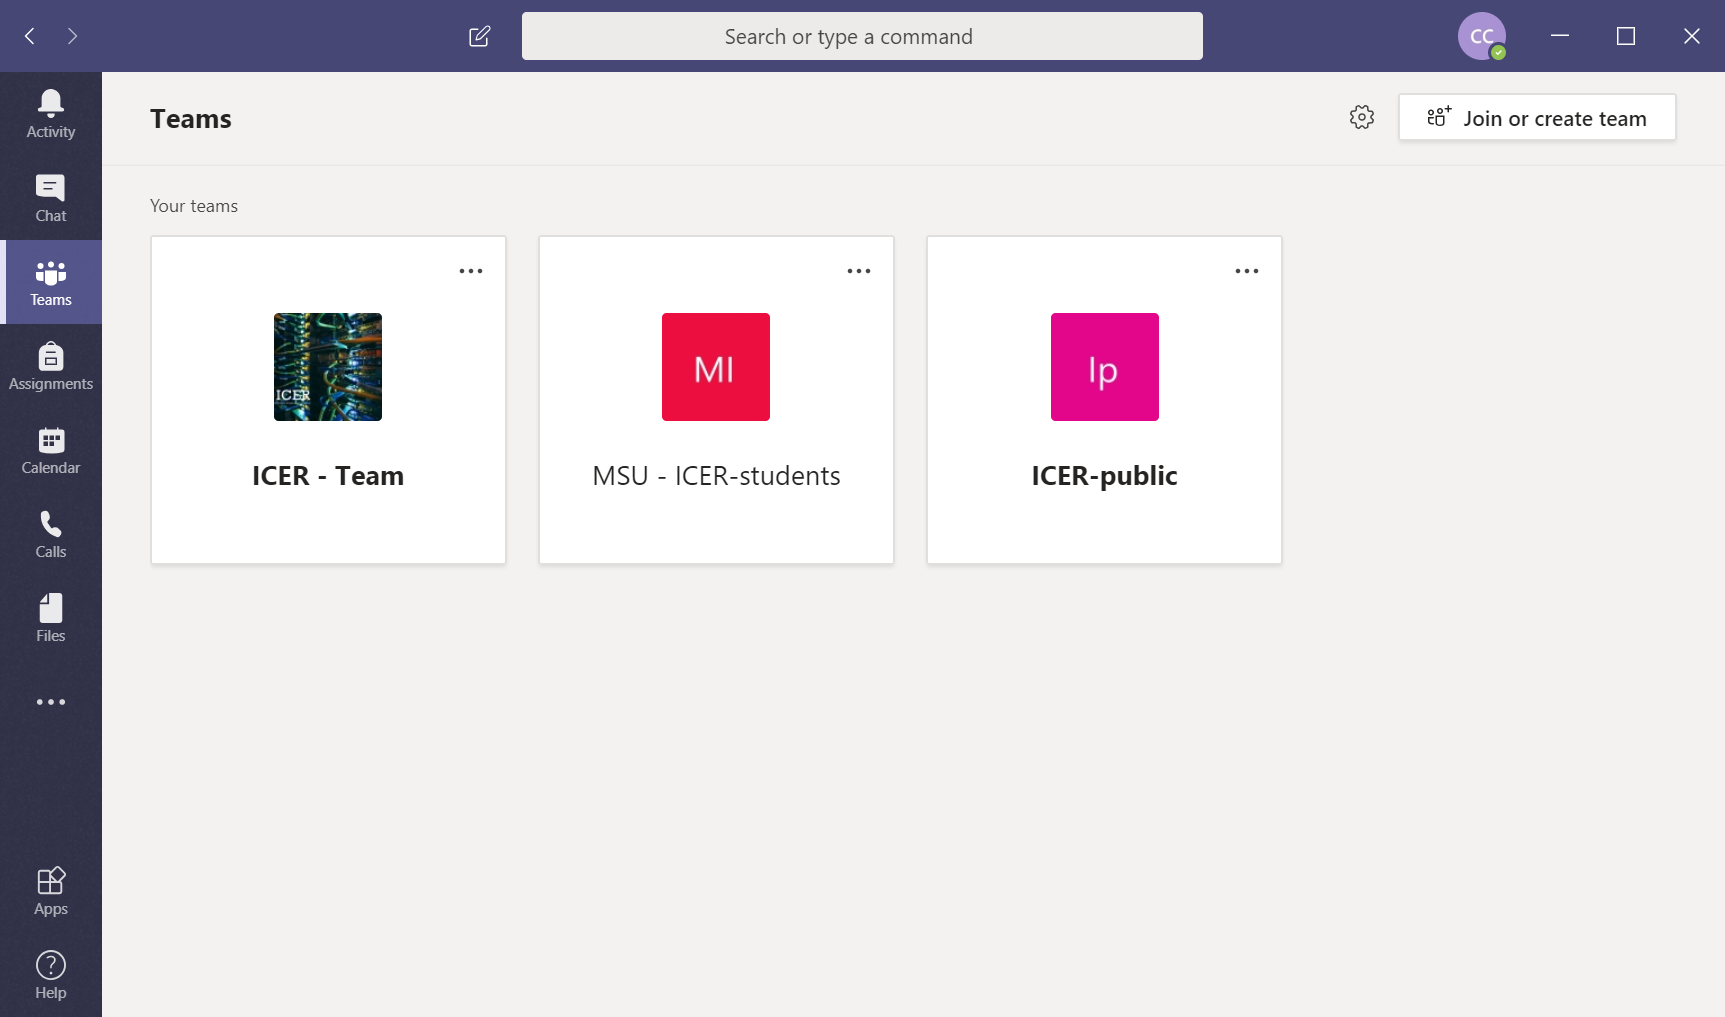 Search or type a command
CC
Activity
Chat
Teams
Assignments
Calendar
Calls
Files
Apps
Help
Teams
Join or create team
Your teams
ICER
ICER - Team
MI
MSU - ICER-students
Ip
ICER-public